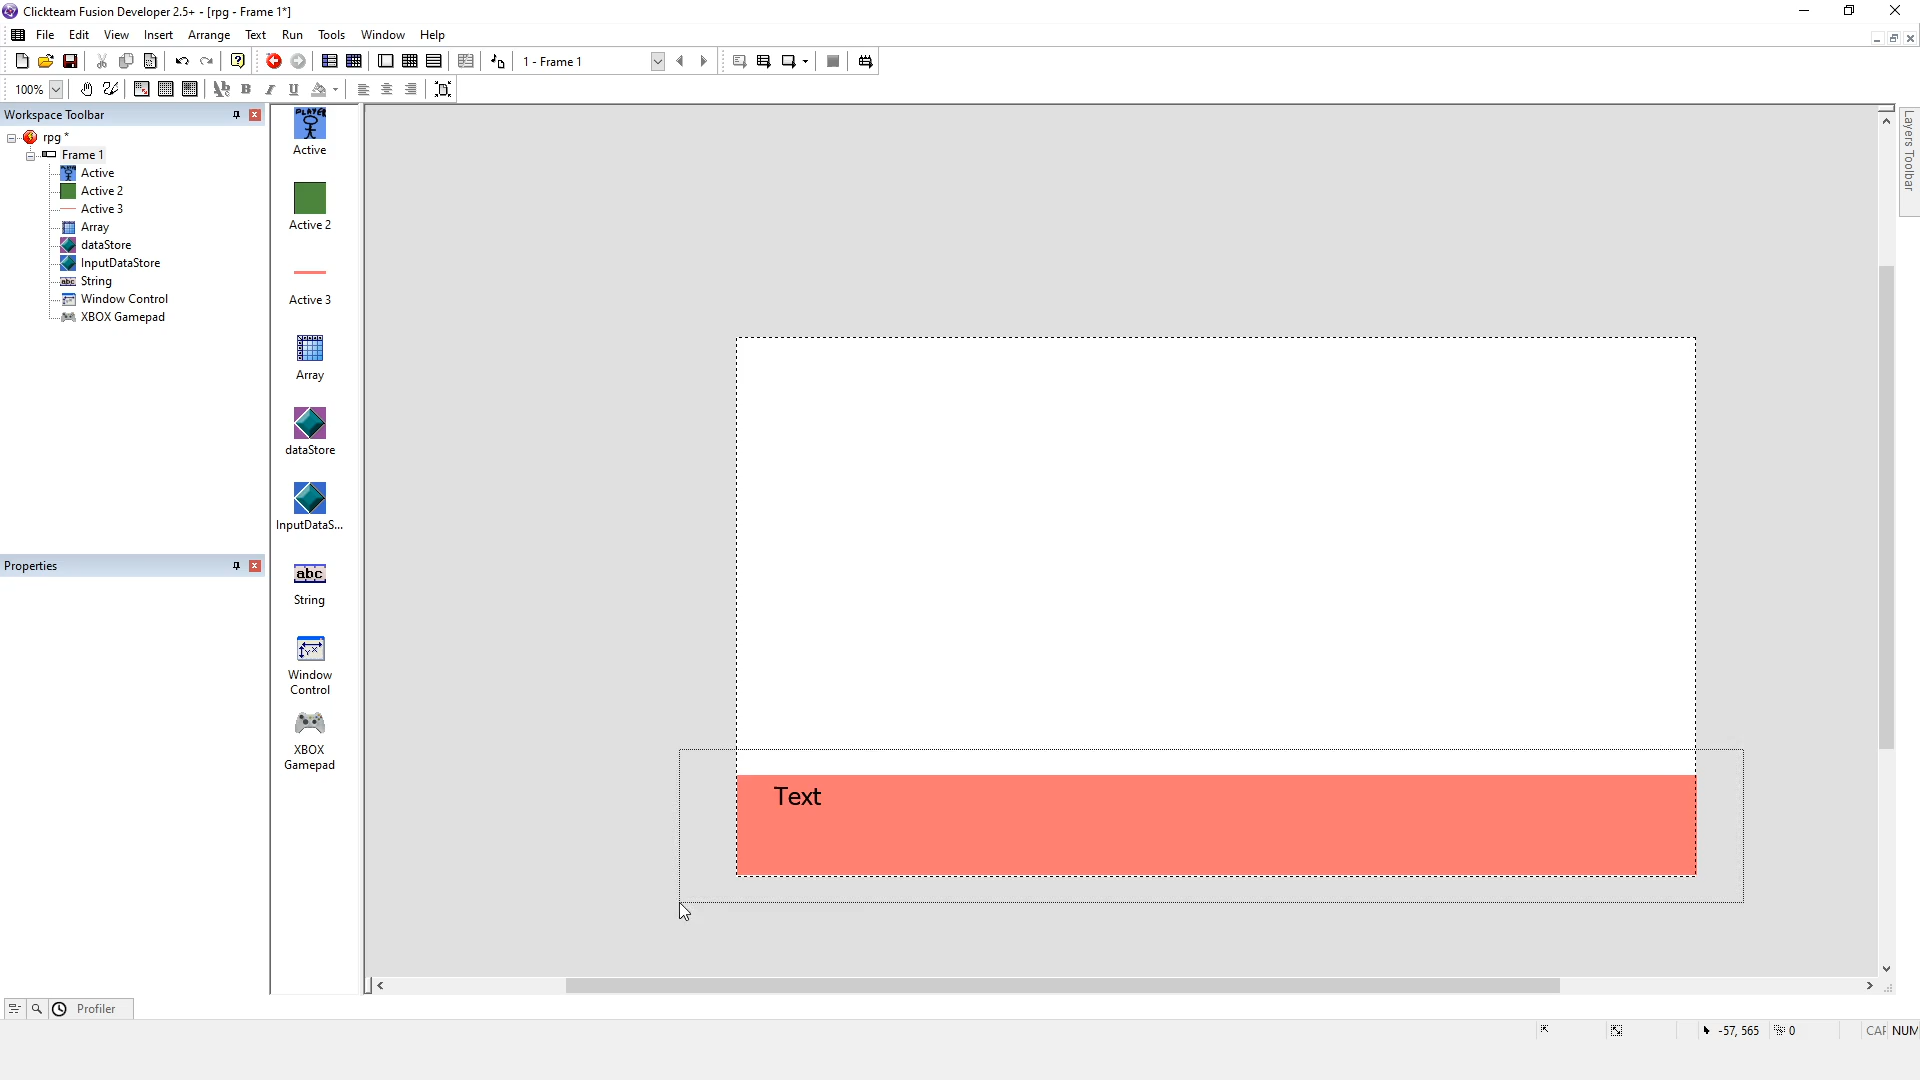 Clickteam Fusion Developer 2.5+ - [rpg - Frame 1*]
File Edit View Insert Arrange Text Run Tools Window Help
1 - Frame 1
100%
Workspace Toolbar
rpg *
Frame 1
Active
Active 2
Active 3
Array
dataStore
InputDataStore
String
Window Control
XBOX Gamepad
Properties
PLAYER
Active
Active 2
Active 3
Array
dataStore
InputDataS...
abc
String
Window
Control
XBOX
Gamepad
Text
Layers Toolbar
Profiler
-57, 565
0
CAP NUM